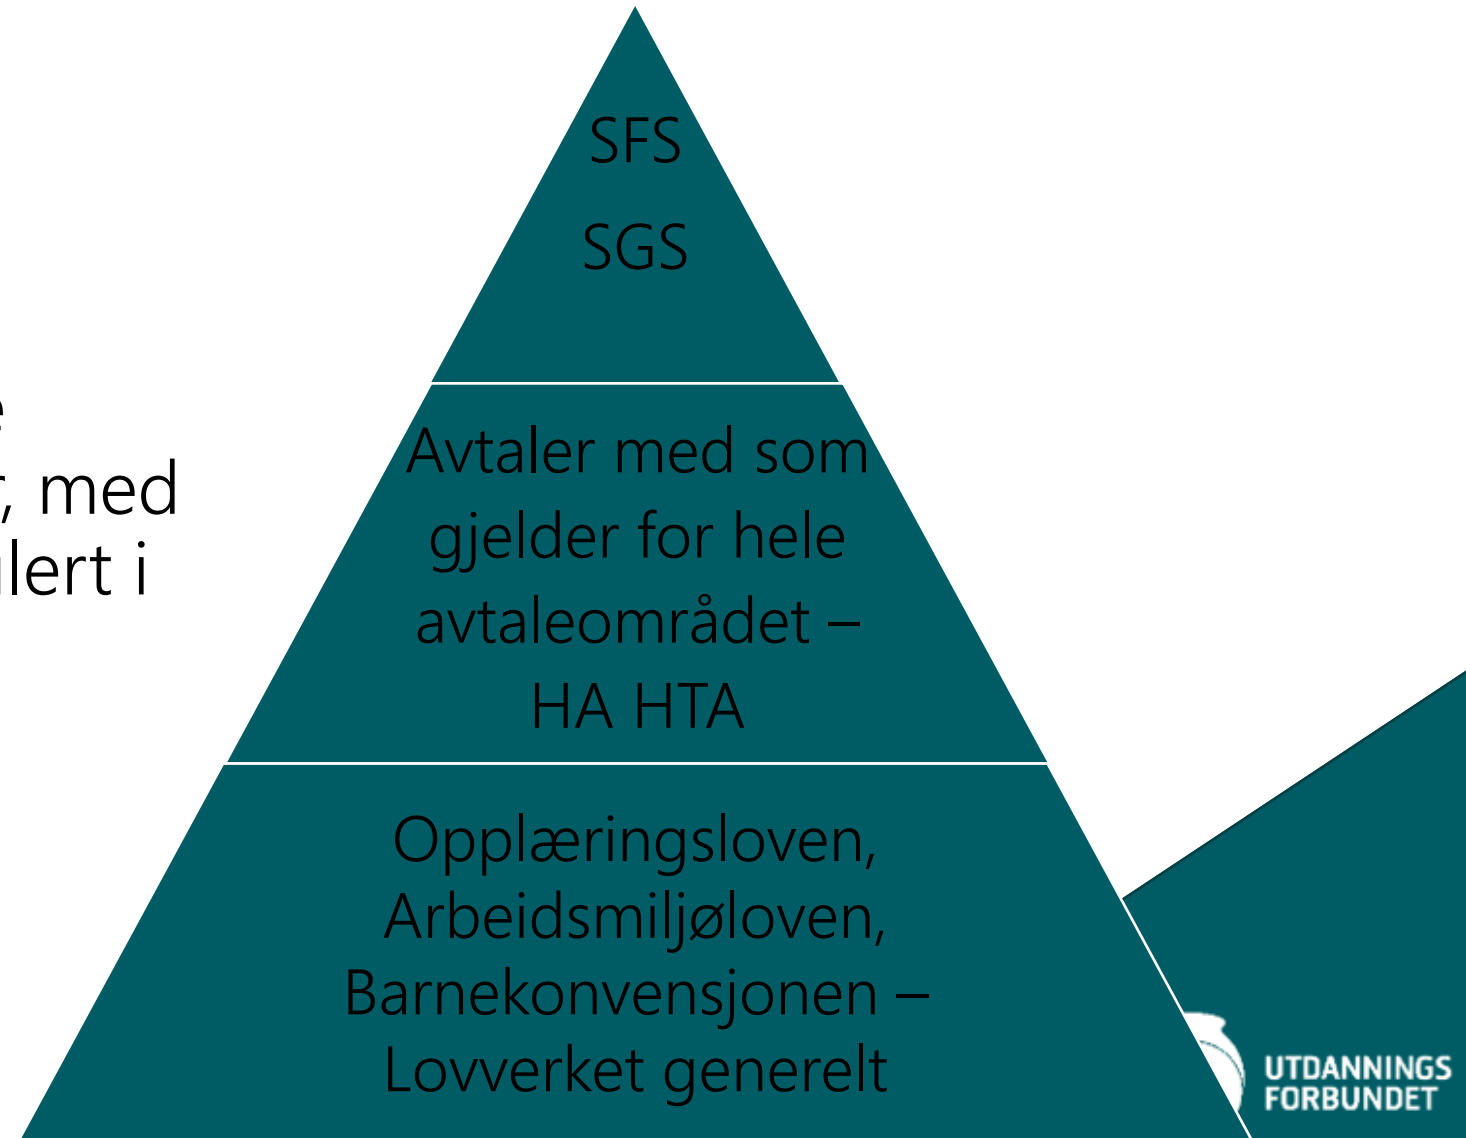 SFS
SGS
, med
i
Avtaler med som
gjelder for hele
avtaleområdet –
HA HTA
Opplæringsloven,
Arbeidsmiljøloven,
Barnekonvensjonen –
Lovverket generelt
UTDANNINGS
FORBUNDET